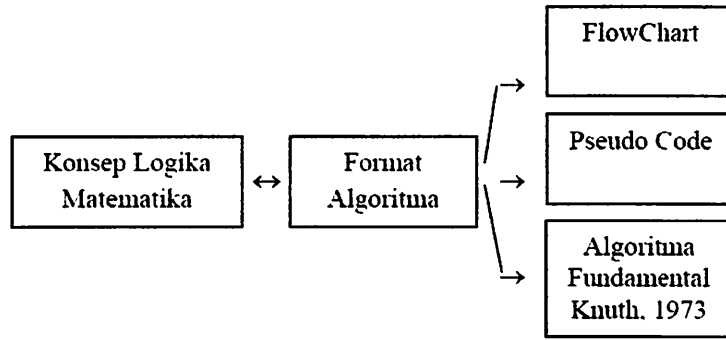 FlowChart
Konsep Logika
Matematika
↔
Format
Algoritma
→
→
→
Pseudo Code
Algoritma
Fundamental
Knuth, 1973